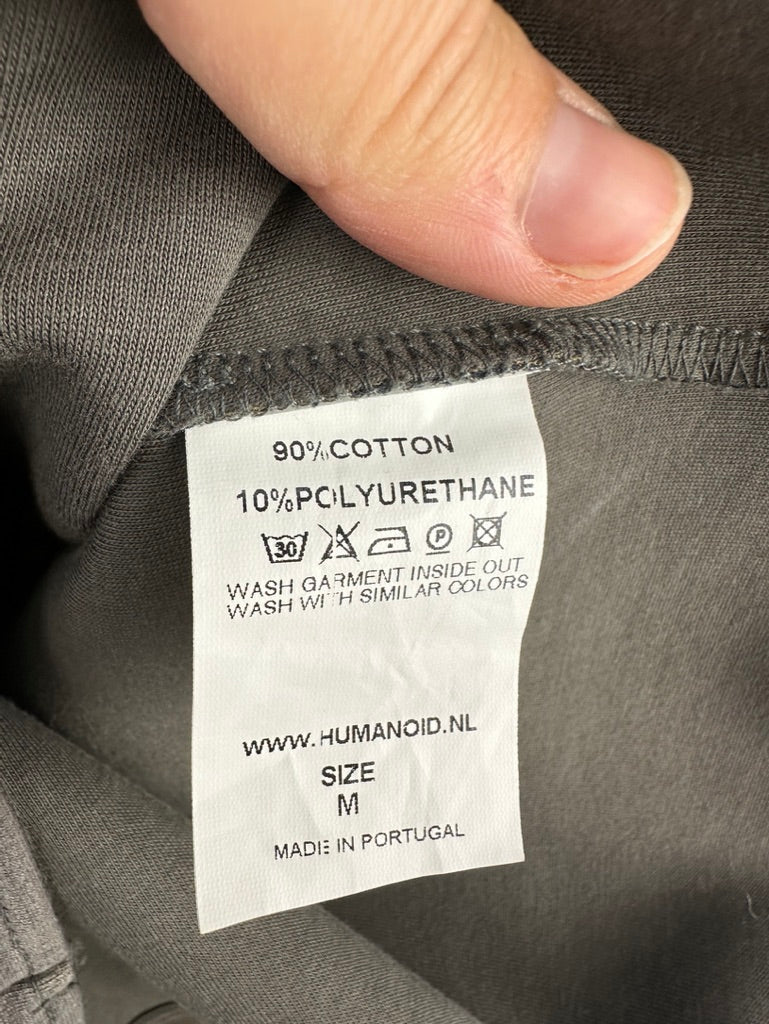 90%COTTON
10%POLYURETHANE
30 P
WASH GARMENT INSIDE OUT
WASH WITH SIMILAR COLORS
WWW.HUMANOID.NL
SIZE
M
MADE IN PORTUGAL